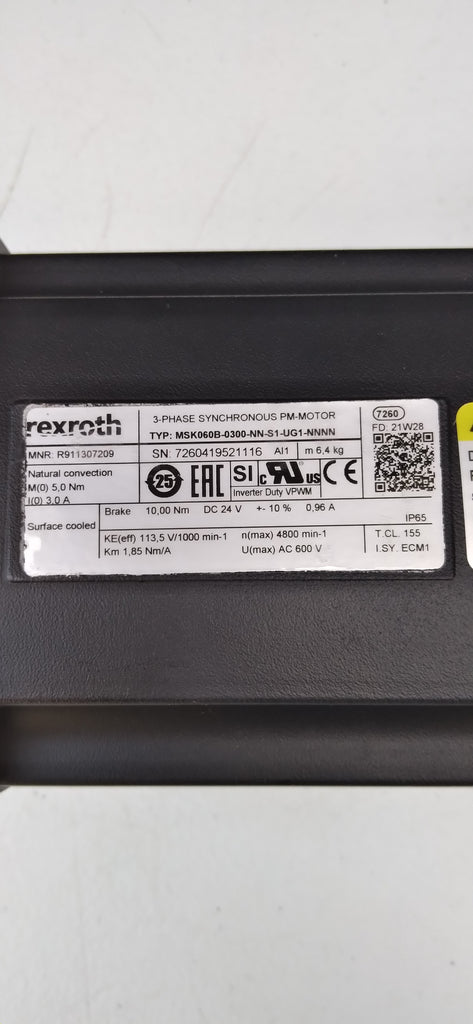 rexroth
3-PHASE SYNCHRONOUS PM-MOTOR
TYP: MSK060B-0300-NN-S1-UG1-NNNN
7260
FD: 21W28
MNR: R911307209
SN: 7260419521116 AI1 m 6,4 kg
Natural convection
M(0) 5,0 Nm
I(0) 3,0 A
25
EAC
SI
c UR us
CE
Inverter Duty VPWM
Surface cooled
Brake 10,00 Nm DC 24 V +- 10 % 0,96 A
IP65
KE(eff) 113,5 V/1000 min-1 n(max) 4800 min-1 T.CL. 155
Km 1,85 Nm/A U(max) AC 600 V I.SY. ECM1